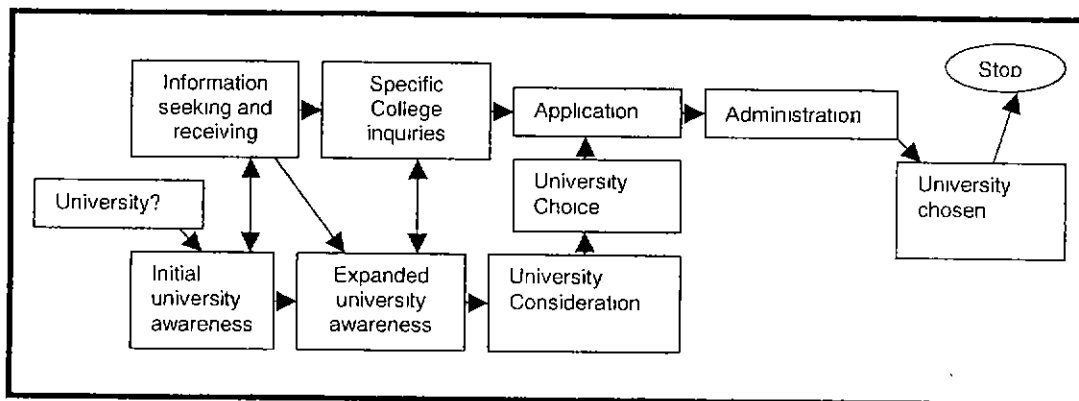 Information
seeking and
receiving
Specific
College
inquiries
Application
Administration
Stop
University?
University
Choice
University
chosen
Initial
university
awareness
Expanded
university
awareness
University
Consideration